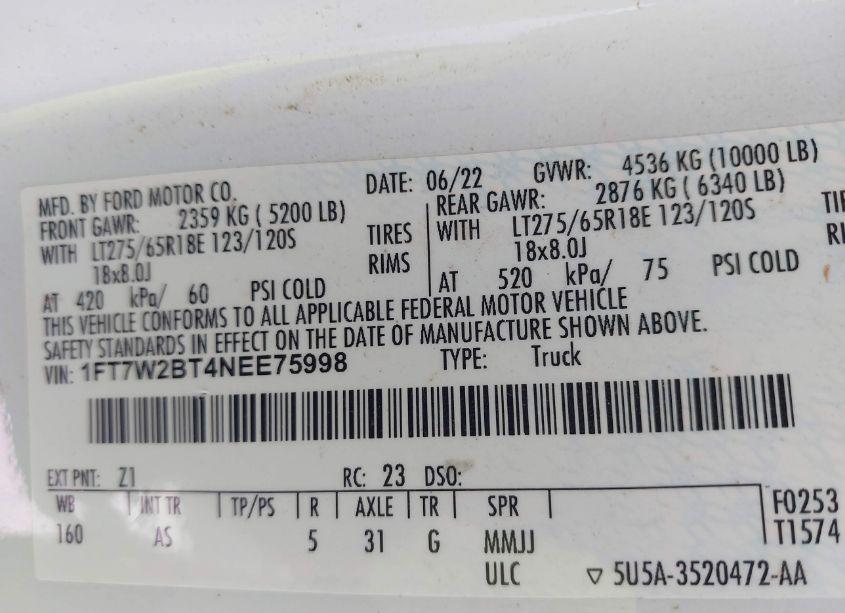 MFD. BY FORD MOTOR CO. DATE: 06/22 GVWR: 4536 KG (10000 LB)
FRONT GAWR: 2359 KG ( 5200 LB) REAR GAWR: 2876 KG ( 6340 LB)
WITH LT275/65R18E 123/120S TIRES WITH LT275/65R18E 123/120S
18x8.0J RIMS 18x8.0J
AT 420 kPa/ 60 PSI COLD AT 520 kPa/ 75 PSI COLD
THIS VEHICLE CONFORMS TO ALL APPLICABLE FEDERAL MOTOR VEHICLE
SAFETY STANDARDS IN EFFECT ON THE DATE OF MANUFACTURE SHOWN ABOVE.
VIN: 1FT7W2BT4NEE75998 TYPE: Truck
EXT PNT: Z1 RC: 23 DSO:
WB INT TR TP/PS R AXLE TR SPR F0253
160 AS 5 31 G MMJJ T1574
ULC ▽ 5U5A-3520472-AA